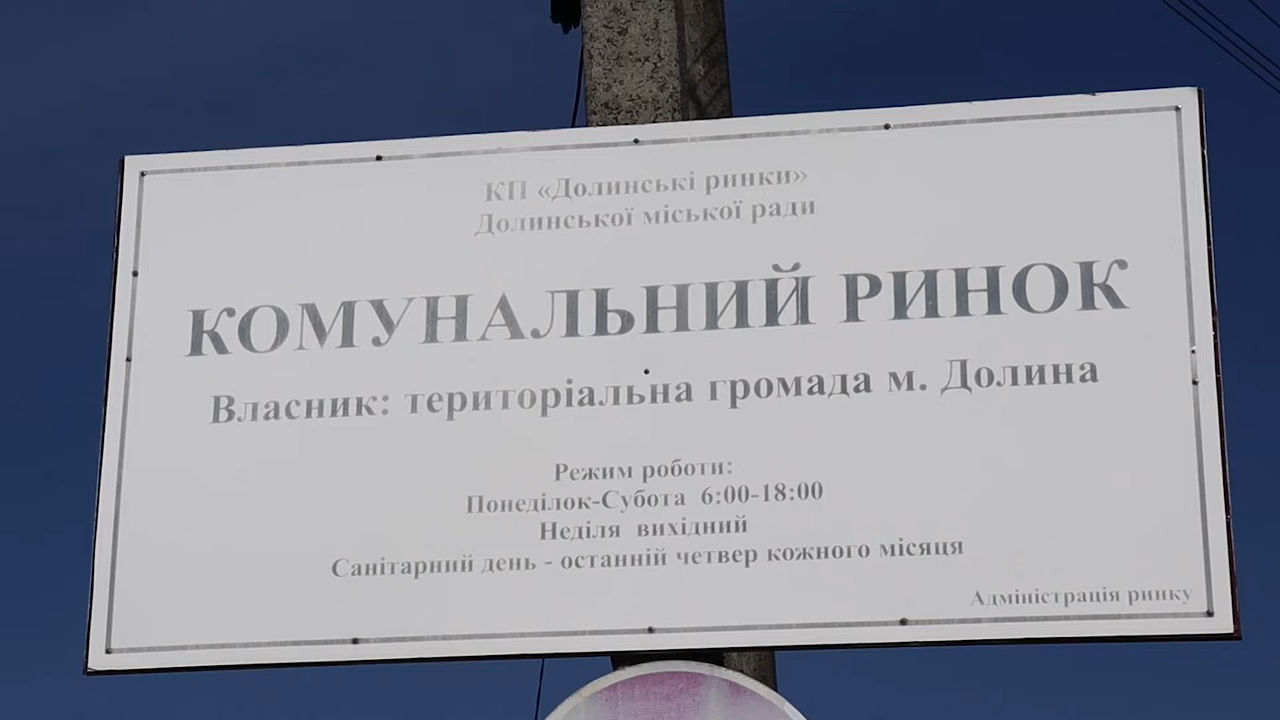 КП «Долинські ринки»
Долинської міської ради
КОМУНАЛЬНИЙ РИНОК
Власник: територіальна громада м. Долина
Режим роботи:
Понеділок-Субота 6:00-18:00
Неділя вихідний
Санітарний день - останній четвер кожного місяця
Адміністрація ринку